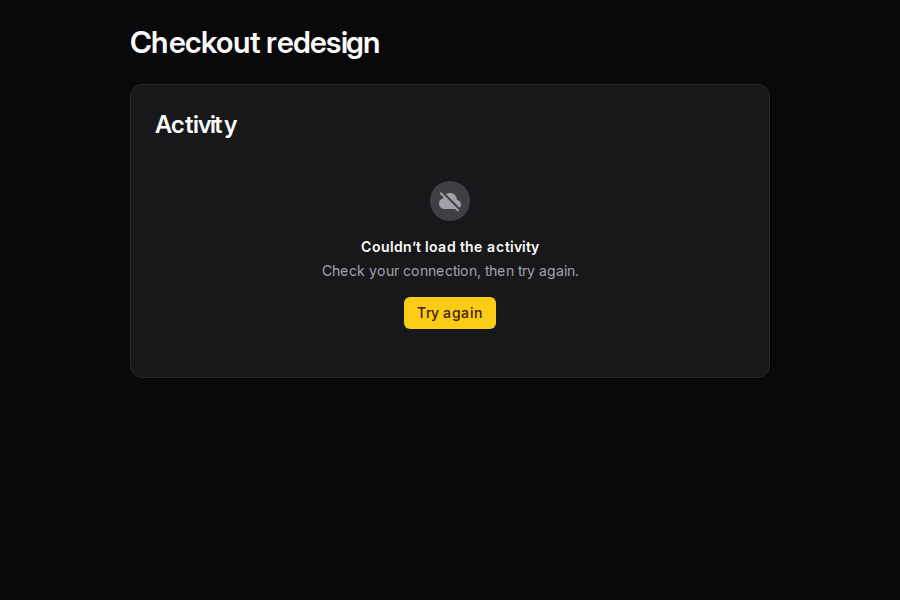 Checkout redesign
Activity
Couldn’t load the activity
Check your connection, then try again.
Try again